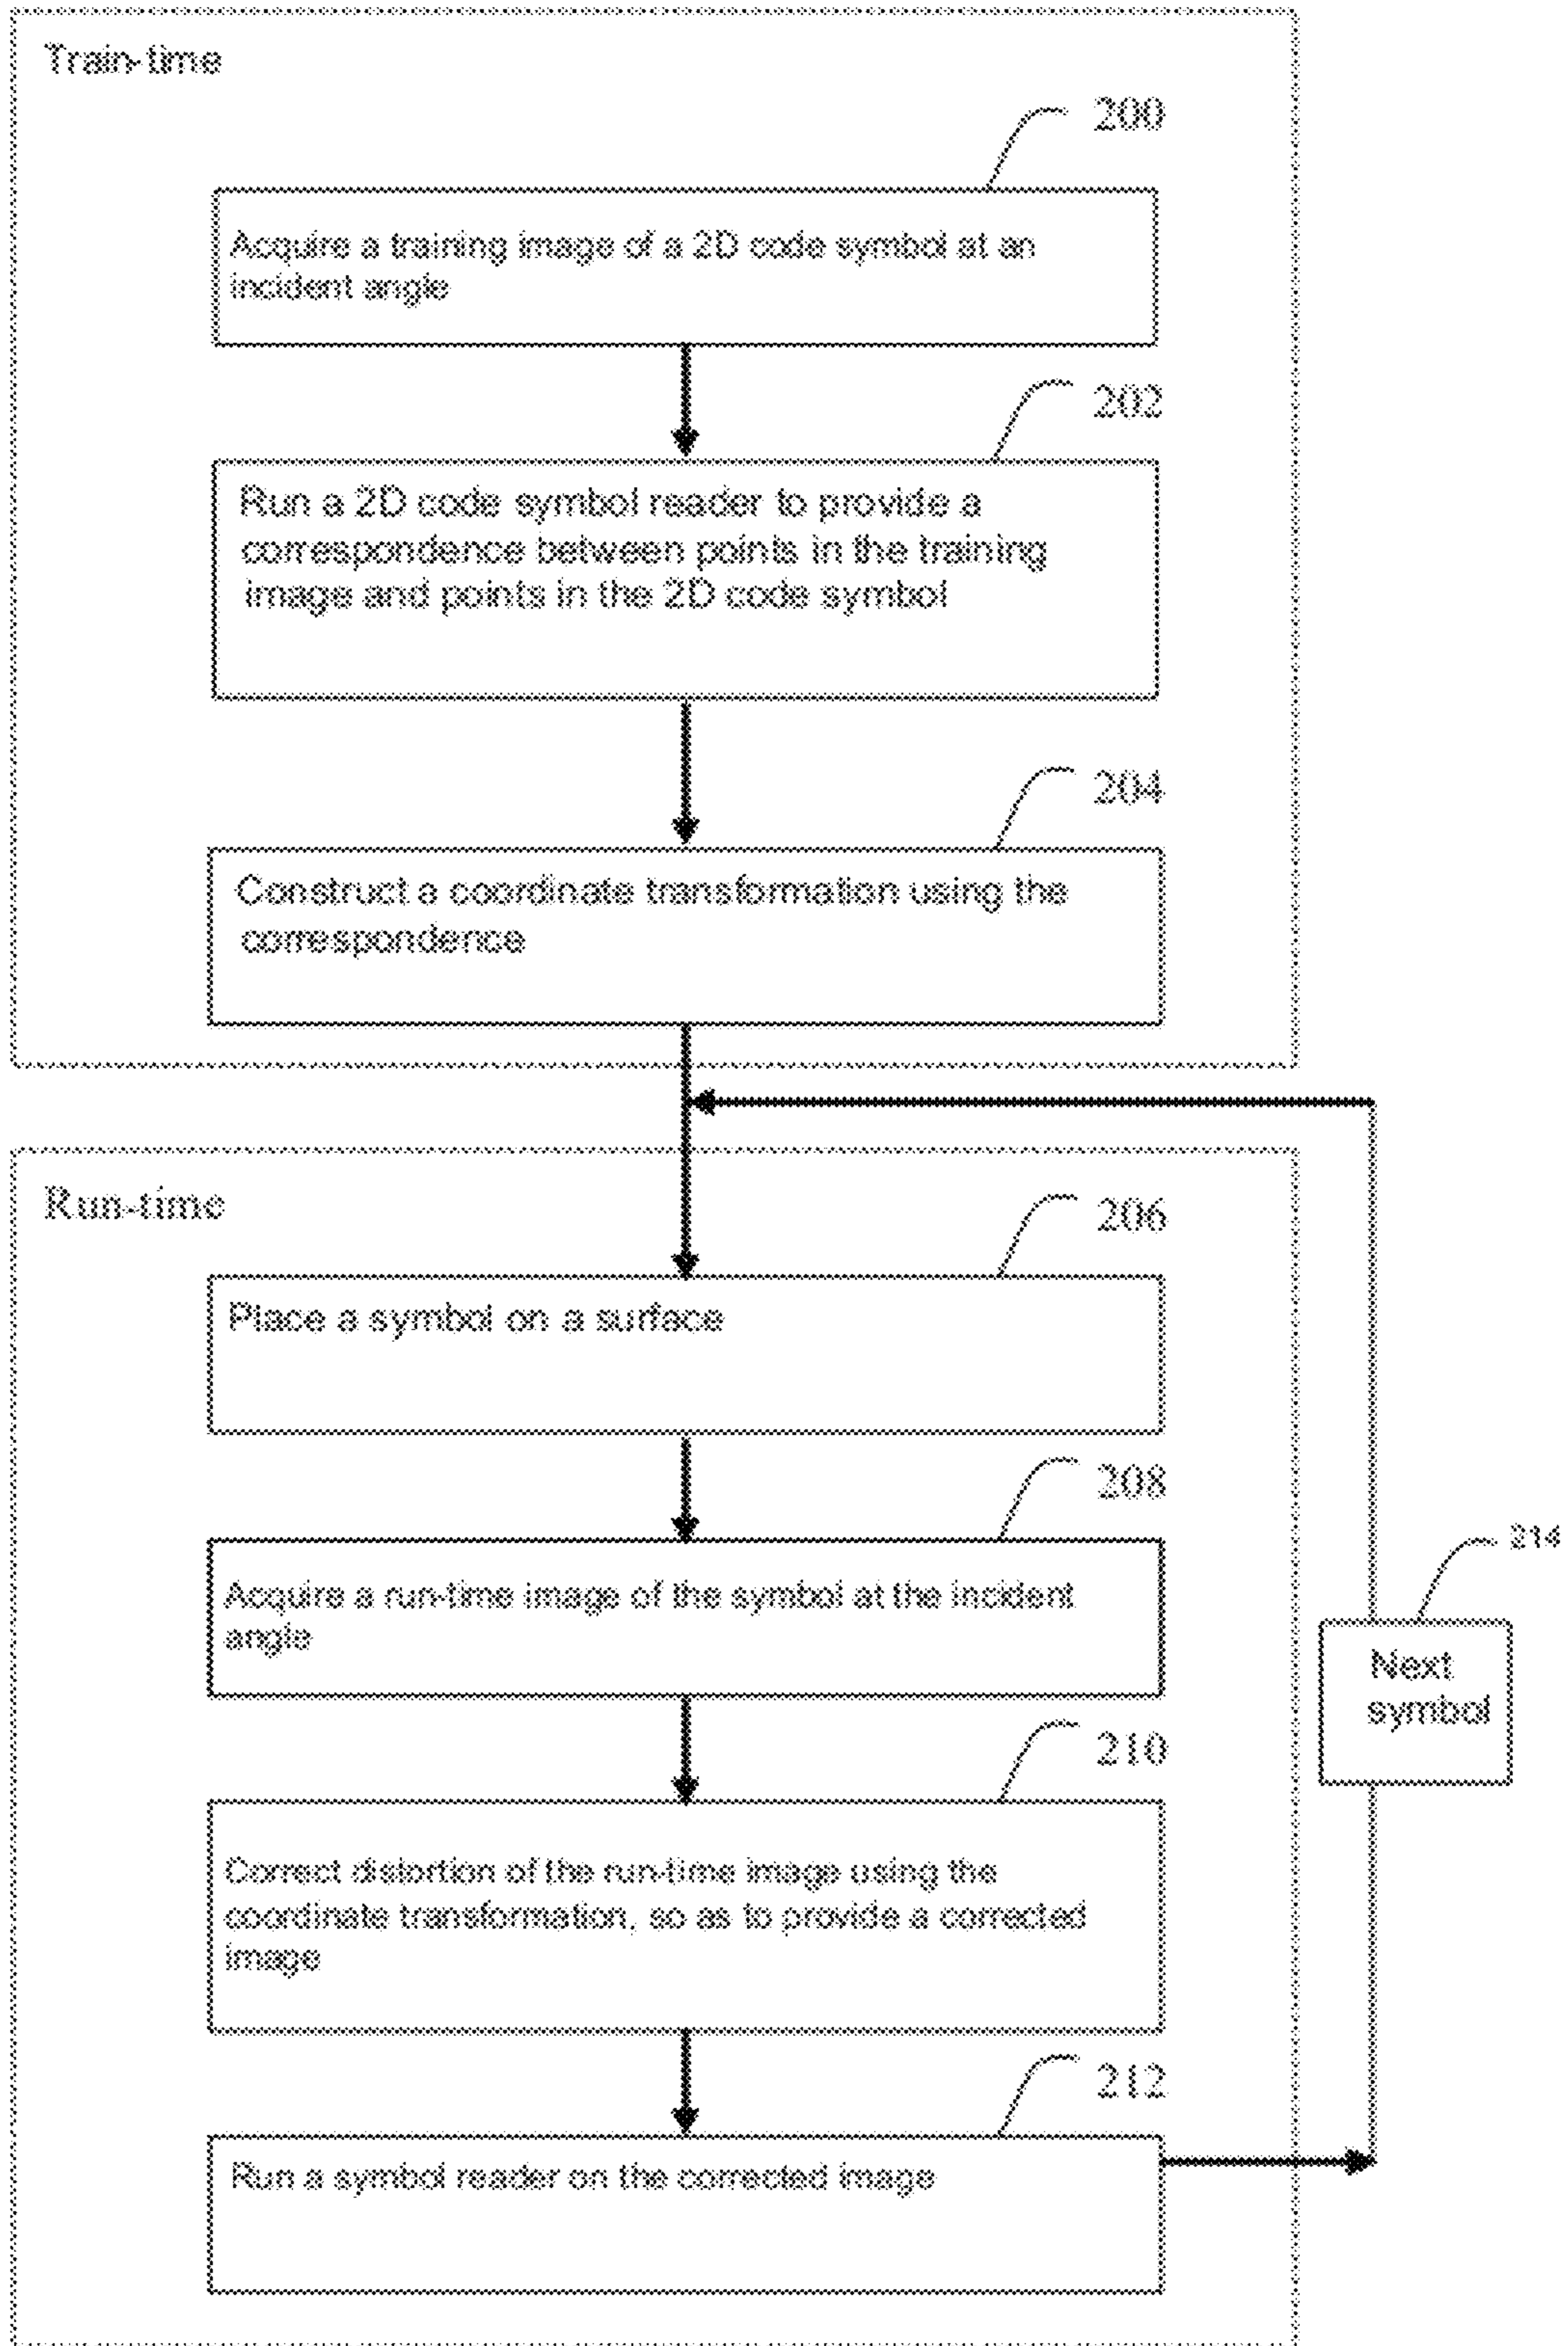 Train-time
200
Acquire a training image of a 2D code symbol at an
incident angle
202
Run a 2D code symbol reader to provide a
correspondence between points in the training
image and points in the 2D code symbol
204
Construct a coordinate transformation using the
correspondence
Run-time
206
Place a symbol on a surface
208
Acquire a run-time image of the symbol at the incident
angle
214
Next
symbol
210
Correct distortion of the run-time image using the
coordinate transformation, so as to provide a corrected
image
212
Run a symbol reader on the corrected image